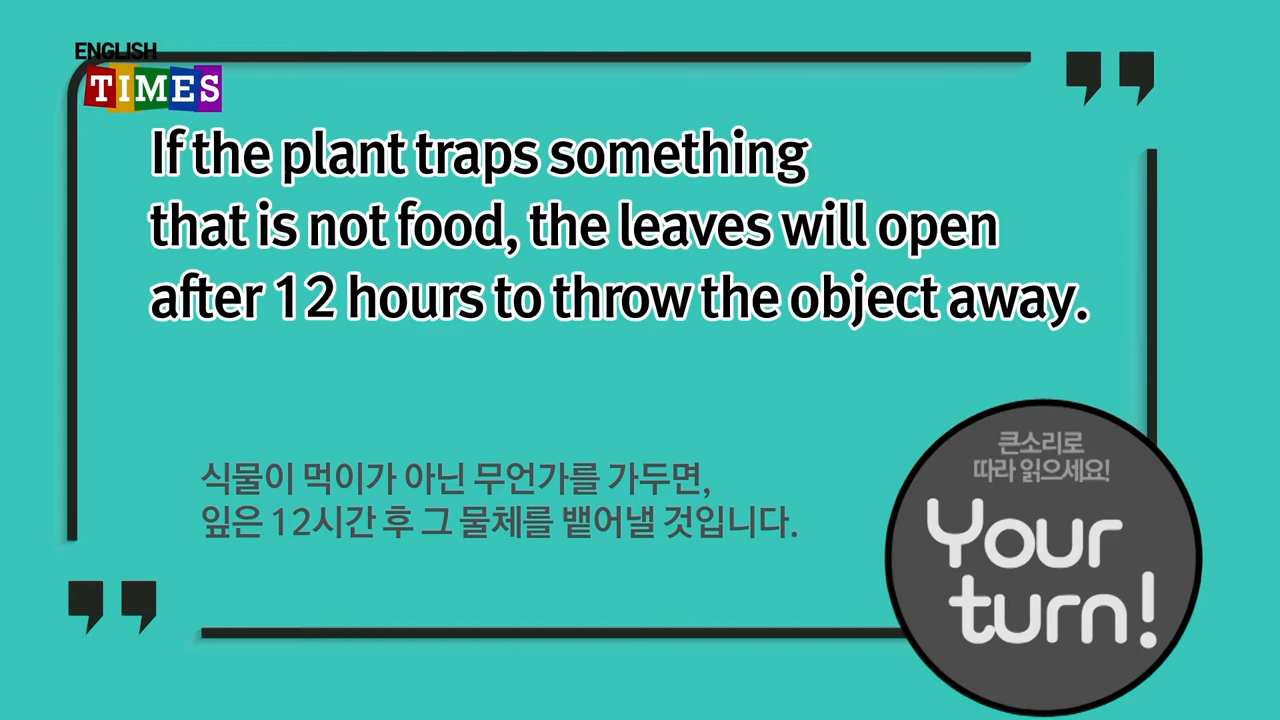 ENGLISH
TIMES
If the plant traps something
that is not food, the leaves will open
after 12 hours to throw the object away.
식물이 먹이가 아닌 무언가를 가두면,
잎은 12시간 후 그 물체를 뱉어낼 것입니다.
큰소리로
따라 읽으세요!
Your
turn!